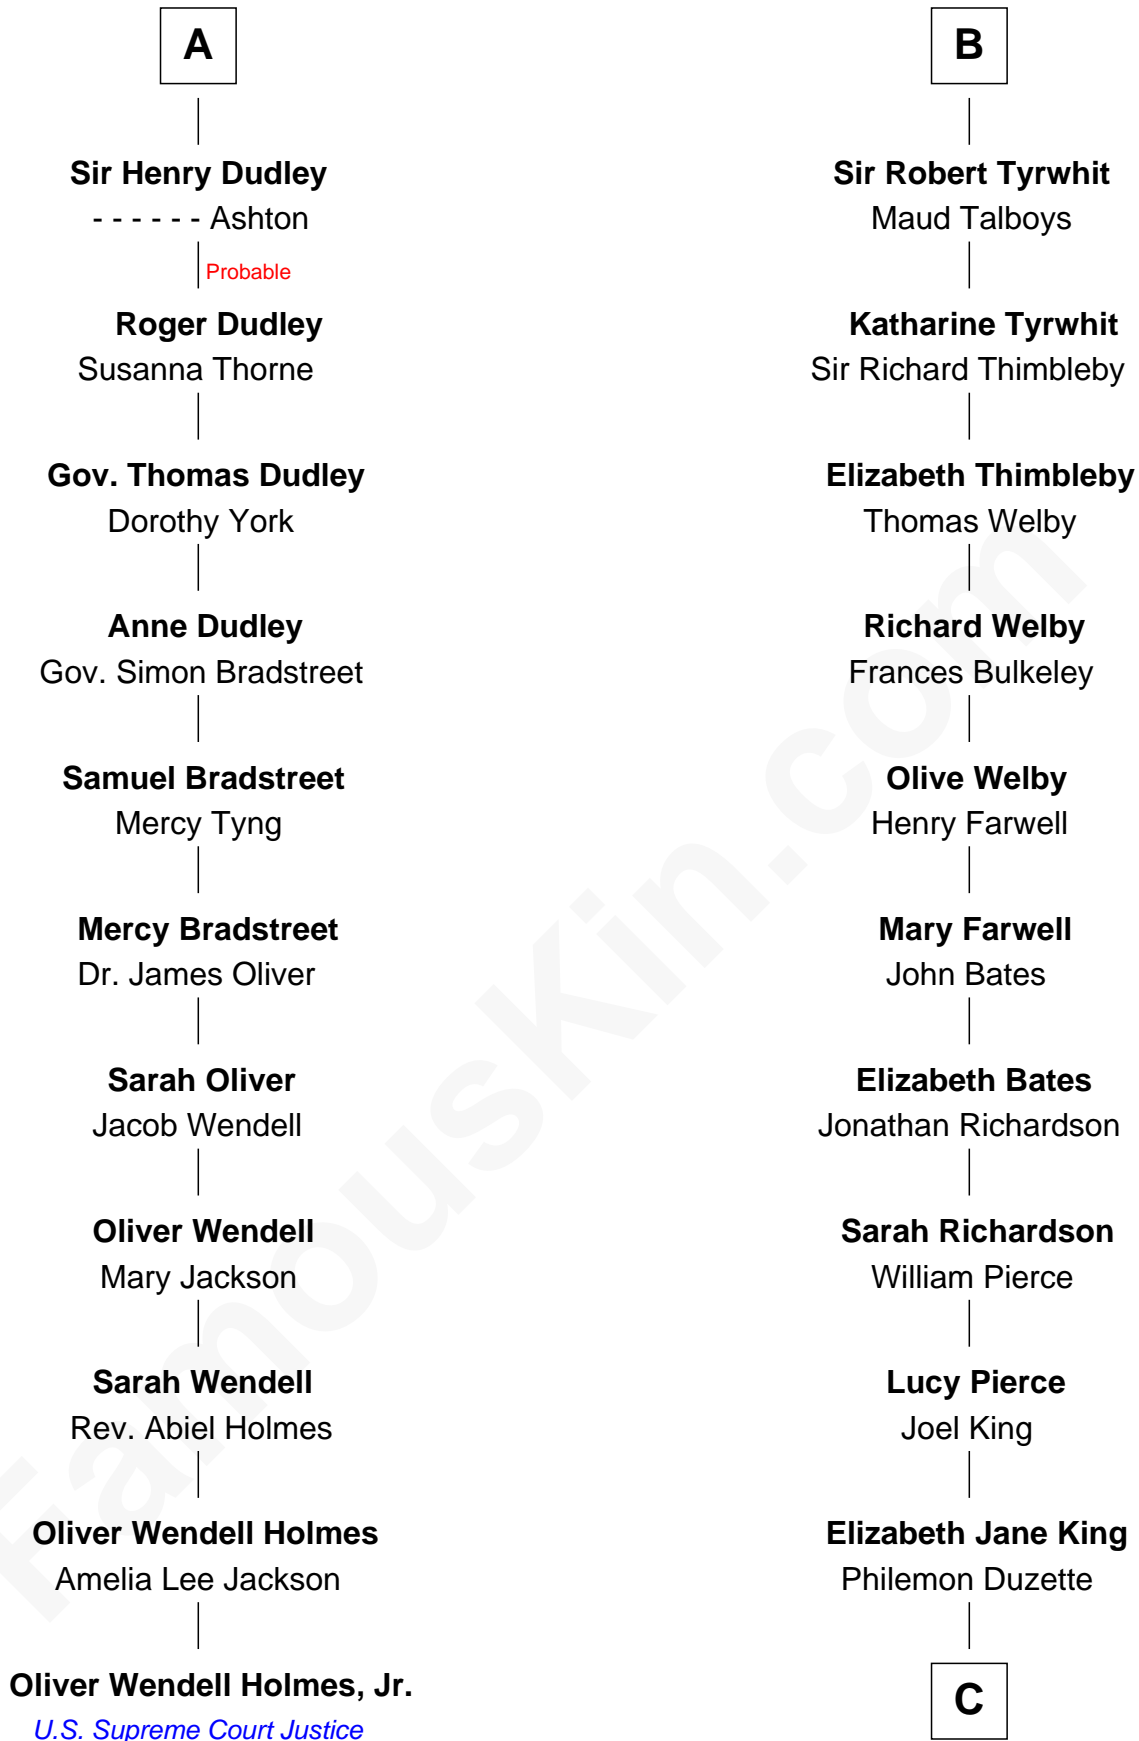 A
Sir Henry Dudley
- - - - - - Ashton
Probable
Roger Dudley
Susanna Thorne
Gov. Thomas Dudley
Dorothy York
Anne Dudley
Gov. Simon Bradstreet
Samuel Bradstreet
Mercy Tyng
Mercy Bradstreet
Dr. James Oliver
Sarah Oliver
Jacob Wendell
Oliver Wendell
Mary Jackson
Sarah Wendell
Rev. Abiel Holmes
Oliver Wendell Holmes
Amelia Lee Jackson
Oliver Wendell Holmes, Jr.
U.S. Supreme Court Justice
B
Sir Robert Tyrwhit
Maud Talboys
Katharine Tyrwhit
Sir Richard Thimbleby
Elizabeth Thimbleby
Thomas Welby
Richard Welby
Frances Bulkeley
Olive Welby
Henry Farwell
Mary Farwell
John Bates
Elizabeth Bates
Jonathan Richardson
Sarah Richardson
William Pierce
Lucy Pierce
Joel King
Elizabeth Jane King
Philemon Duzette
C
FamousKin.com